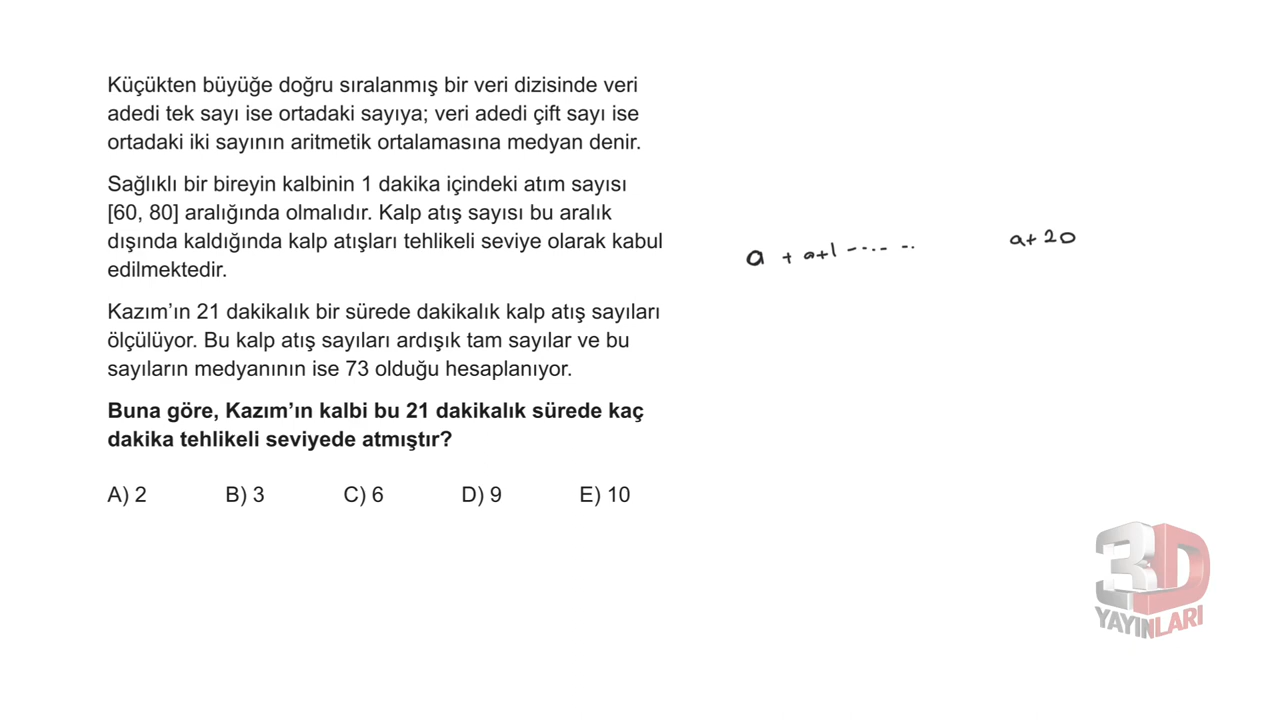 Küçükten büyüğe doğru sıralanmış bir veri dizisinde veri
adedi tek sayı ise ortadaki sayıya; veri adedi çift sayı ise
ortadaki iki sayının aritmetik ortalamasına medyan denir.
Sağlıklı bir bireyin kalbinin 1 dakika içindeki atım sayısı
[60, 80] aralığında olmalıdır. Kalp atış sayısı bu aralık
dışında kaldığında kalp atışları tehlikeli seviye olarak kabul
edilmektedir.
Kazım’ın 21 dakikalık bir sürede dakikalık kalp atış sayıları
ölçülüyor. Bu kalp atış sayıları ardışık tam sayılar ve bu
sayıların medyanının ise 73 olduğu hesaplanıyor.
Buna göre, Kazım’ın kalbi bu 21 dakikalık sürede kaç
dakika tehlikeli seviyede atmıştır?
A) 2 B) 3 C) 6 D) 9 E) 10
a + a+1 -..-. -.. a+20
3D
YAYINLARI